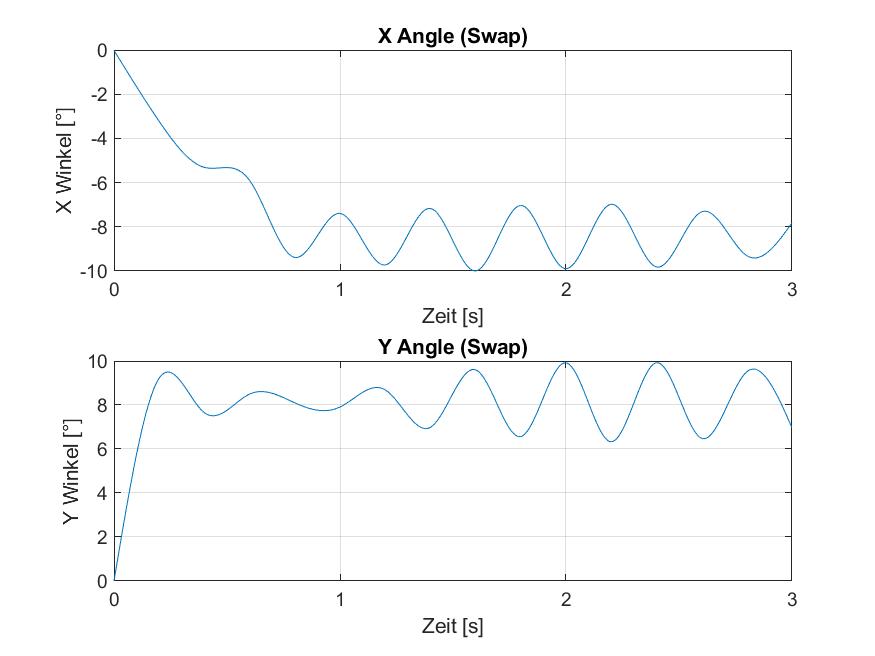 X Angle (Swap)
0
-2
-4
-6
-8
-10
X Winkel [°]
0 1 2 3
Zeit [s]
Y Angle (Swap)
10
8
6
4
2
0
Y Winkel [°]
0 1 2 3
Zeit [s]